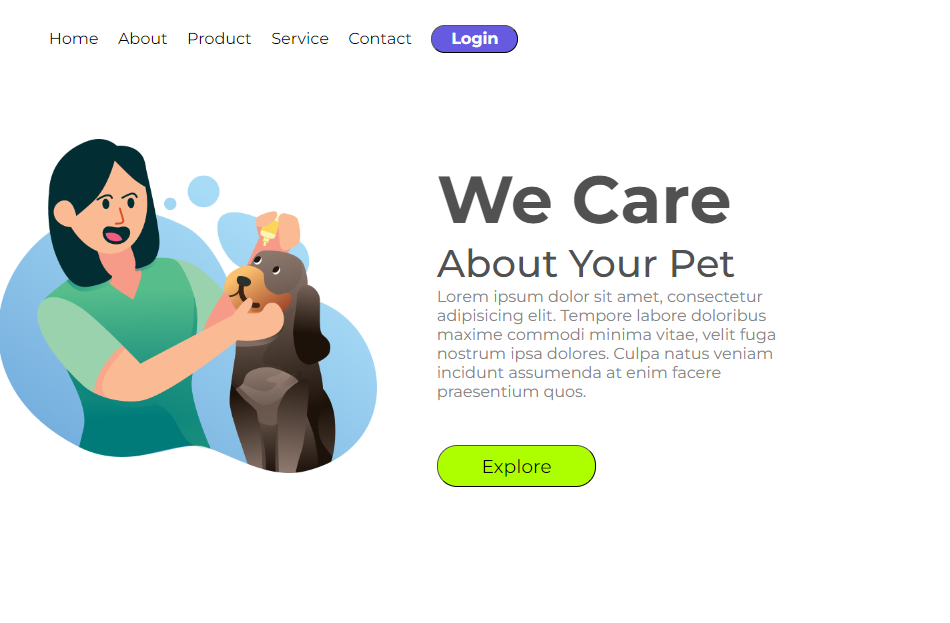 Home About Product Service Contact Login
We Care
About Your Pet
Lorem ipsum dolor sit amet, consectetur
adipisicing elit. Tempore labore doloribus
maxime commodi minima vitae, velit fuga
nostrum ipsa dolores. Culpa natus veniam
incidunt assumenda at enim facere
praesentium quos.
Explore